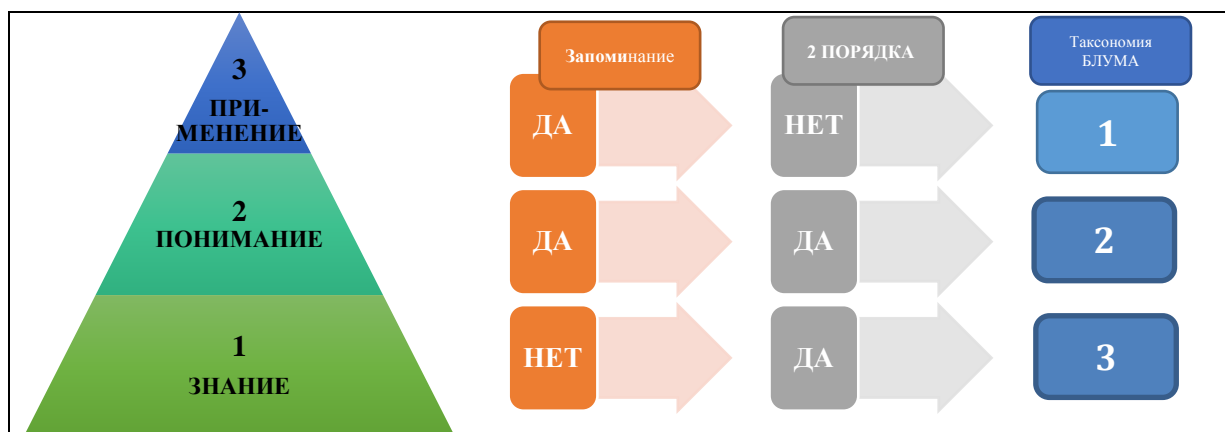 3
ПРИ-
МЕНЕНИЕ
2
ПОНИМАНИЕ
1
ЗНАНИЕ
Запоминание
2 ПОРЯДКА
Таксономия
БЛУМА
ДА
НЕТ
1
ДА
ДА
2
НЕТ
ДА
3